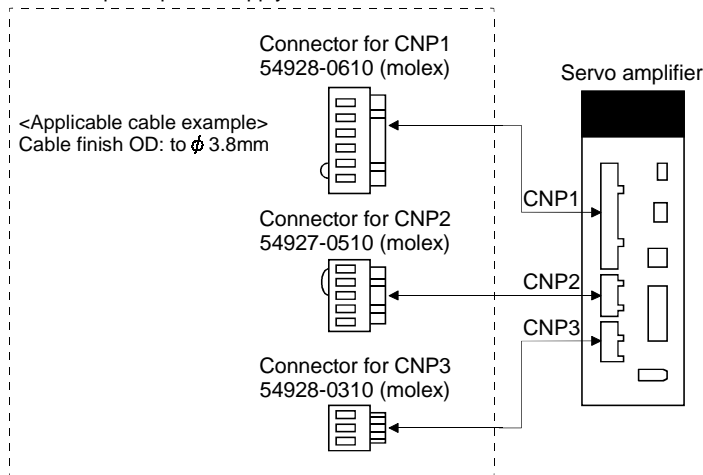 Connector for CNP1
54928-0610 (molex)
Servo amplifier
<Applicable cable example>
Cable finish OD: to ϕ 3.8mm
CNP1
Connector for CNP2
54927-0510 (molex)
CNP2
CNP3
Connector for CNP3
54928-0310 (molex)